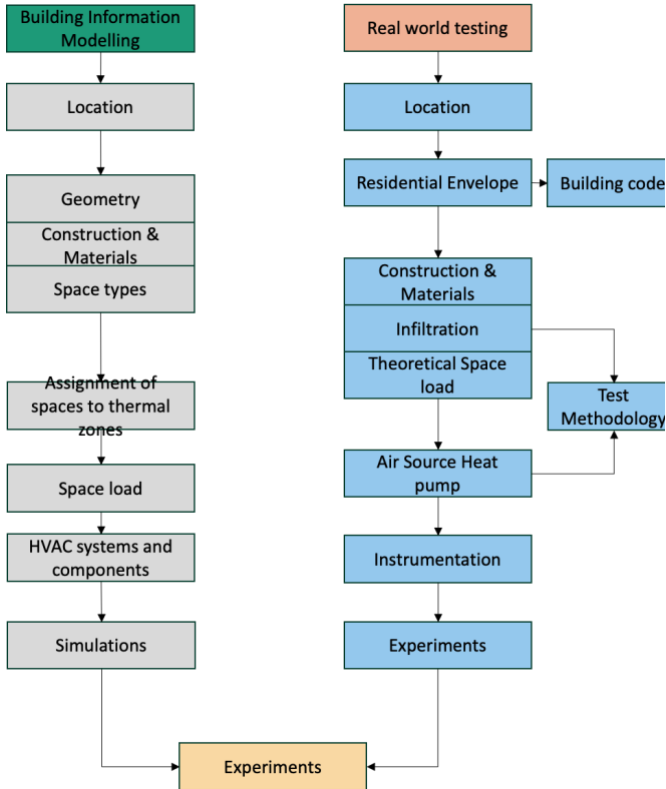 Building Information
Modelling
Location
Geometry
Construction &
Materials
Space types
Assignment of
spaces to thermal
zones
Space load
HVAC systems and
components
Simulations
Real world testing
Location
Residential Envelope
Building code
Construction &
Materials
Infiltration
Theoretical Space
load
Test
Methodology
Air Source Heat
pump
Instrumentation
Experiments
Experiments